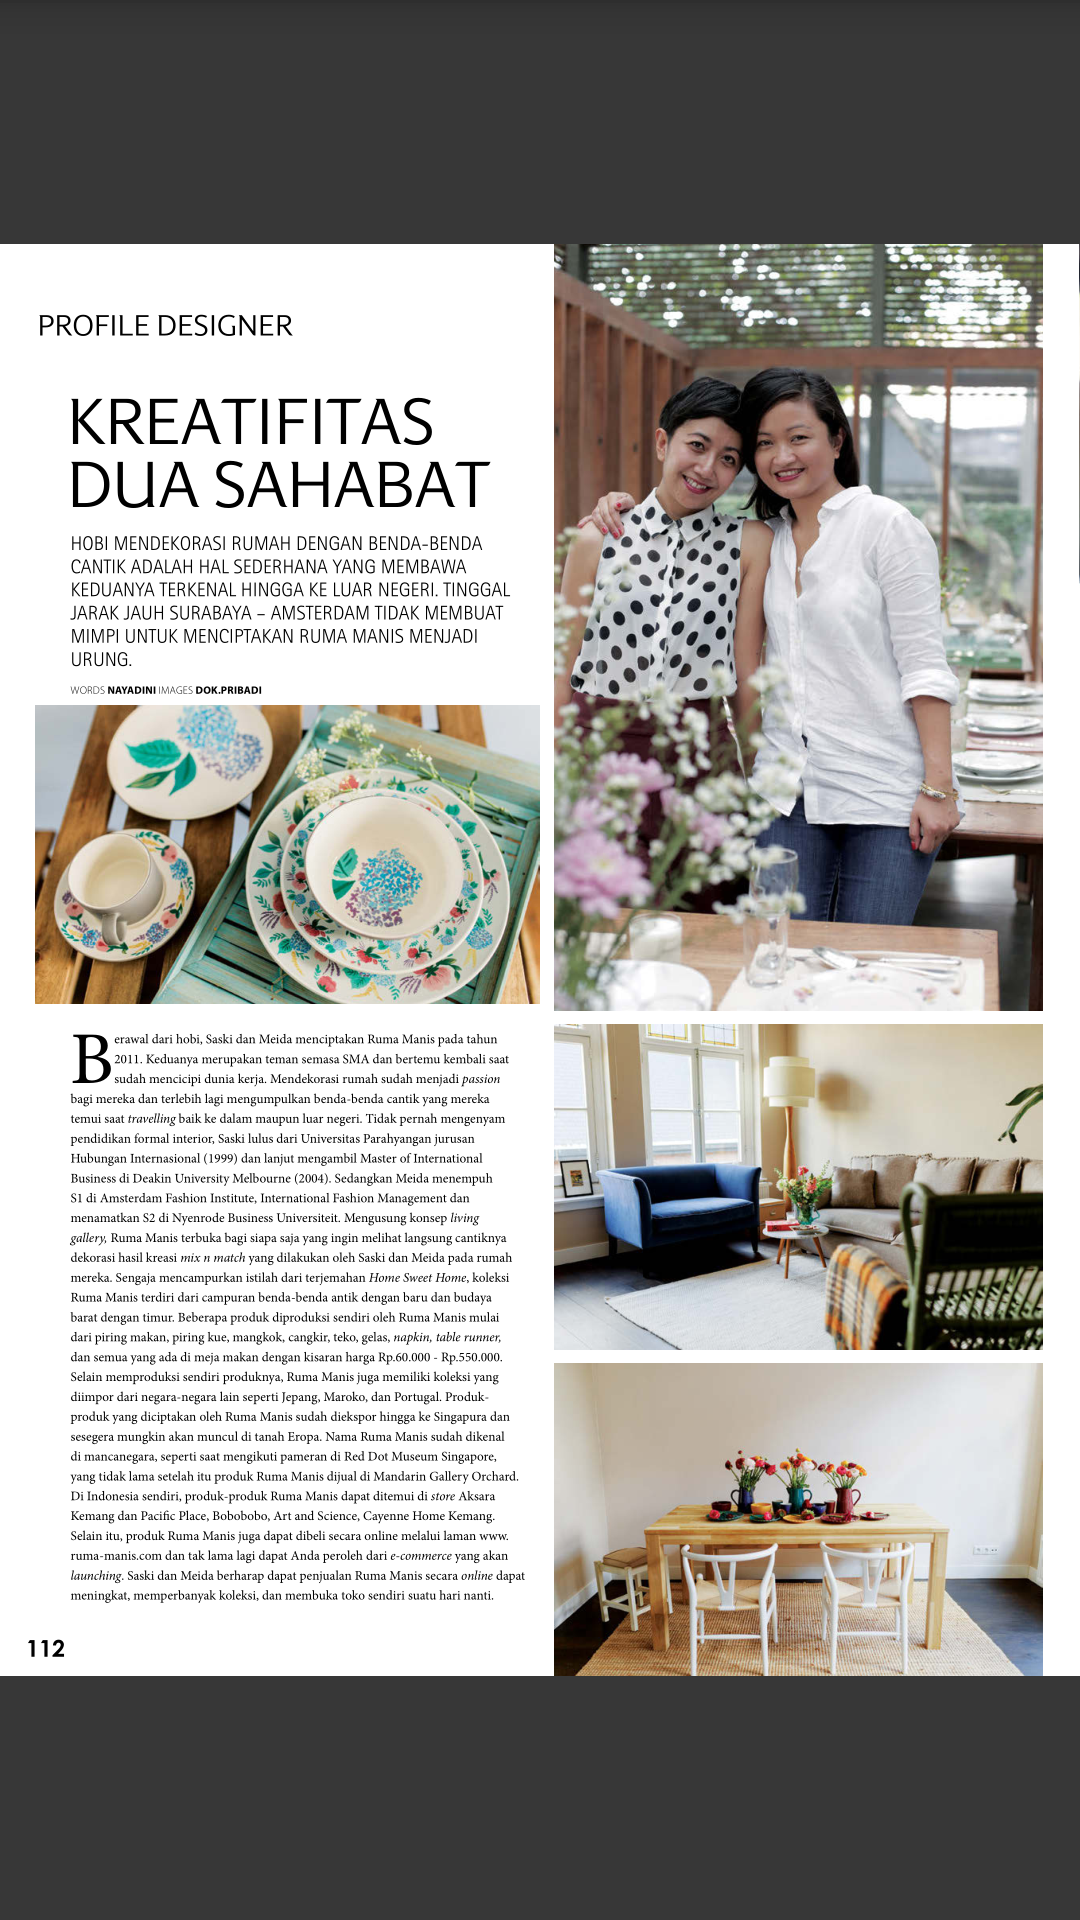 PROFILE DESIGNER
KREATIFITAS
DUA SAHABAT
HOBI MENDEKORASI RUMAH DENGAN BENDA-BENDA
CANTIK ADALAH HAL SEDERHANA YANG MEMBAWA
KEDUANYA TERKENAL HINGGA KE LUAR NEGERI. TINGGAL
JARAK JAUH SURABAYA – AMSTERDAM TIDAK MEMBUAT
MIMPI UNTUK MENCIPTAKAN RUMA MANIS MENJADI
URUNG.
WORDS NAYADINI IMAGES DOK.PRIBADI
Berawal dari hobi, Saski dan Meida menciptakan Ruma Manis pada tahun
2011. Keduanya merupakan teman semasa SMA dan bertemu kembali saat
sudah mencicipi dunia kerja. Mendekorasi rumah sudah menjadi passion
bagi mereka dan terlebih lagi mengumpulkan benda-benda cantik yang mereka
temui saat travelling baik ke dalam maupun luar negeri. Tidak pernah mengenyam
pendidikan formal interior, Saski lulus dari Universitas Parahyangan jurusan
Hubungan Internasional (1999) dan lanjut mengambil Master of International
Business di Deakin University Melbourne (2004). Sedangkan Meida menempuh
S1 di Amsterdam Fashion Institute, International Fashion Management dan
menamatkan S2 di Nyenrode Business Universiteit. Mengusung konsep living
gallery, Ruma Manis terbuka bagi siapa saja yang ingin melihat langsung cantiknya
dekorasi hasil kreasi mix n match yang dilakukan oleh Saski dan Meida pada rumah
mereka. Sengaja mencampurkan istilah dari terjemahan Home Sweet Home, koleksi
Ruma Manis terdiri dari campuran benda-benda antik dengan baru dan budaya
barat dengan timur. Beberapa produk diproduksi sendiri oleh Ruma Manis mulai
dari piring makan, piring kue, mangkok, cangkir, teko, gelas, napkin, table runner,
dan semua yang ada di meja makan dengan kisaran harga Rp.60.000 - Rp.550.000.
Selain memproduksi sendiri produknya, Ruma Manis juga memiliki koleksi yang
diimpor dari negara-negara lain seperti Jepang, Maroko, dan Portugal. Produk-
produk yang diciptakan oleh Ruma Manis sudah diekspor hingga ke Singapura dan
sesegera mungkin akan muncul di tanah Eropa. Nama Ruma Manis sudah dikenal
di mancanegara, seperti saat mengikuti pameran di Red Dot Museum Singapore,
yang tidak lama setelah itu produk Ruma Manis dijual di Mandarin Gallery Orchard.
Di Indonesia sendiri, produk-produk Ruma Manis dapat ditemui di store Aksara
Kemang dan Pacific Place, Bobobobo, Art and Science, Cayenne Home Kemang.
Selain itu, produk Ruma Manis juga dapat dibeli secara online melalui laman www.
ruma-manis.com dan tak lama lagi dapat Anda peroleh dari e-commerce yang akan
launching. Saski dan Meida berharap dapat penjualan Ruma Manis secara online dapat
meningkat, memperbanyak koleksi, dan membuka toko sendiri suatu hari nanti.
112